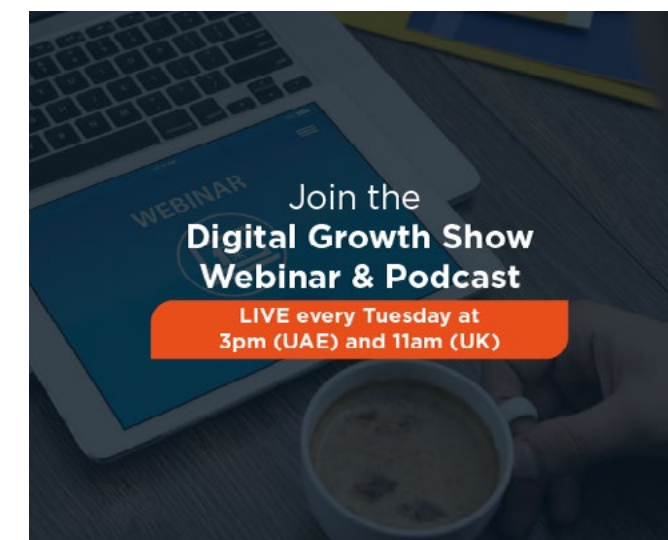 WEBINAR
Join the
Digital Growth Show
Webinar & Podcast
LIVE every Tuesday at
3pm (UAE) and 11am (UK)